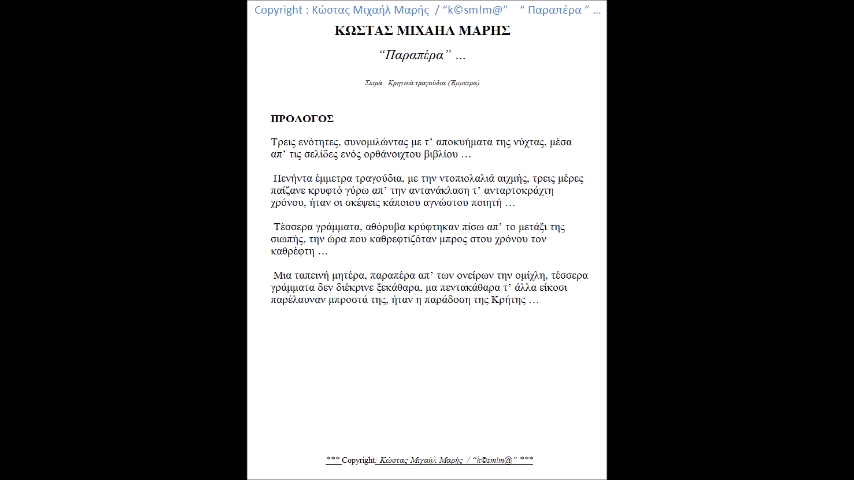 Copyright : Κώστας Μιχαήλ Μαρής / “k©sm!m@” “ Παραπέρα ” ...
ΚΩΣΤΑΣ ΜΙΧΑΗΛ ΜΑΡΗΣ
“Παραπέρα” ...
Σειρά : Κρητικά τραγούδια (Έμμετρα)
ΠΡΟΛΟΓΟΣ
Τρεις ενότητες, συνομιλώντας με τ’ αποκυήματα της νύχτας, μέσα
απ’ τις σελίδες ενός ορθάνοιχτου βιβλίου ...
Πενήντα έμμετρα τραγούδια, με την ντοπιολαλιά αιχμής, τρεις μέρες
παίζανε κρυφτό γύρω απ’ την αντανάκλαση τ’ ανταρτοκράχτη
χρόνου, ήταν οι σκέψεις κάποιου αγνώστου ποιητή ...
Τέσσερα γράμματα, αθόρυβα κρύφτηκαν πίσω απ’ το μετάξι της
σιωπής, την ώρα που καθρεφτιζόταν μπρος στου χρόνου τον
καθρέφτη ...
Μια ταπεινή μητέρα, παραπέρα απ’ των ονείρων την ομίχλη, τέσσερα
γράμματα δεν διέκρινε ξεκάθαρα, μα πεντακάθαρα τ’ άλλα είκοσι
παρέλαυναν μπροστά της, ήταν η παράδοση της Κρήτης ...
*** Copyright: Κώστας Μιχαήλ Μαρής / “k©sm!m@” ***